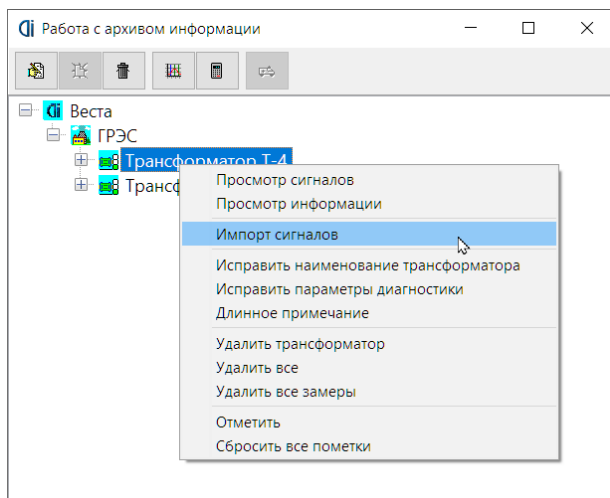 Работа с архивом информации
Веста
ГРЭС
Трансформатор Т-4
Трансф
Просмотр сигналов
Просмотр информации
Импорт сигналов
Исправить наименование трансформатора
Исправить параметры диагностики
Длинное примечание
Удалить трансформатор
Удалить все
Удалить все замеры
Отметить
Сбросить все пометки